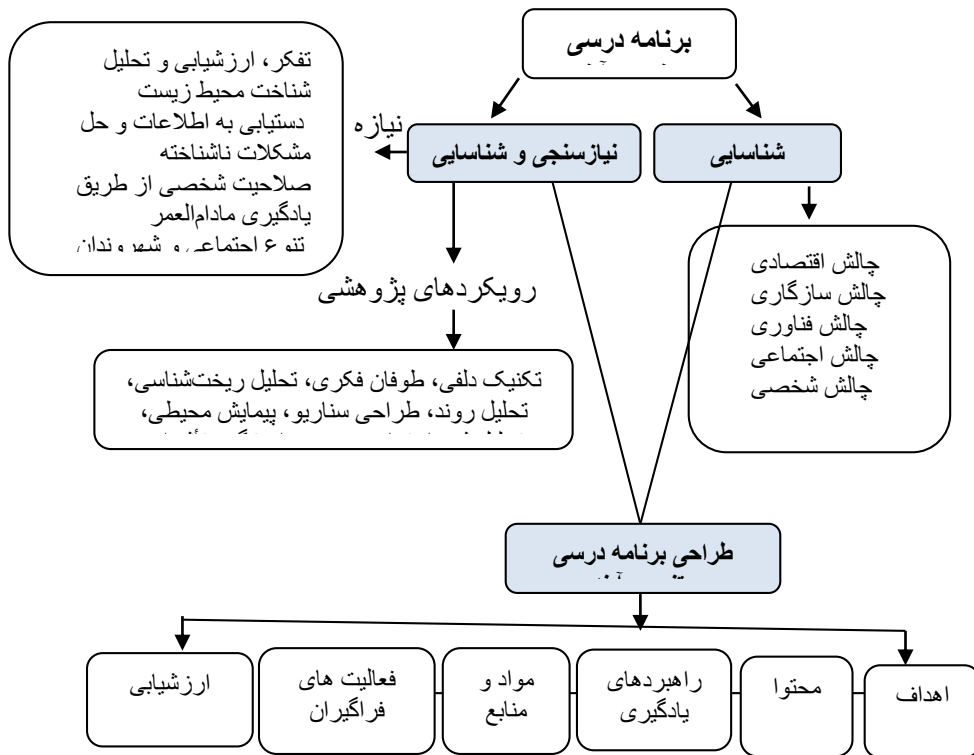 برنامه درسی
شناسایی
نیازسنجی و شناسایی
نیازه
تفکر، ارزشیابی و تحلیل
شناخت محیط زیست
دستیابی به اطلاعات و حل
مشکلات ناشناخته
صلاحیت شخصی از طریق
یادگیری مادام‌العمر
تنوع اجتماعی و شهروندان
چالش اقتصادی
چالش سازگاری
چالش فناوری
چالش اجتماعی
چالش شخصی
رویکردهای پژوهشی
تکنیک دلفی، طوفان فکری، تحلیل ریخت‌شناسی،
تحلیل روند، طراحی سناریو، پیمایش محیطی،
طراحی برنامه درسی
اهداف
محتوا
راهبردهای
یادگیری
مواد و
منابع
فعالیت های
فراگیران
ارزشیابی